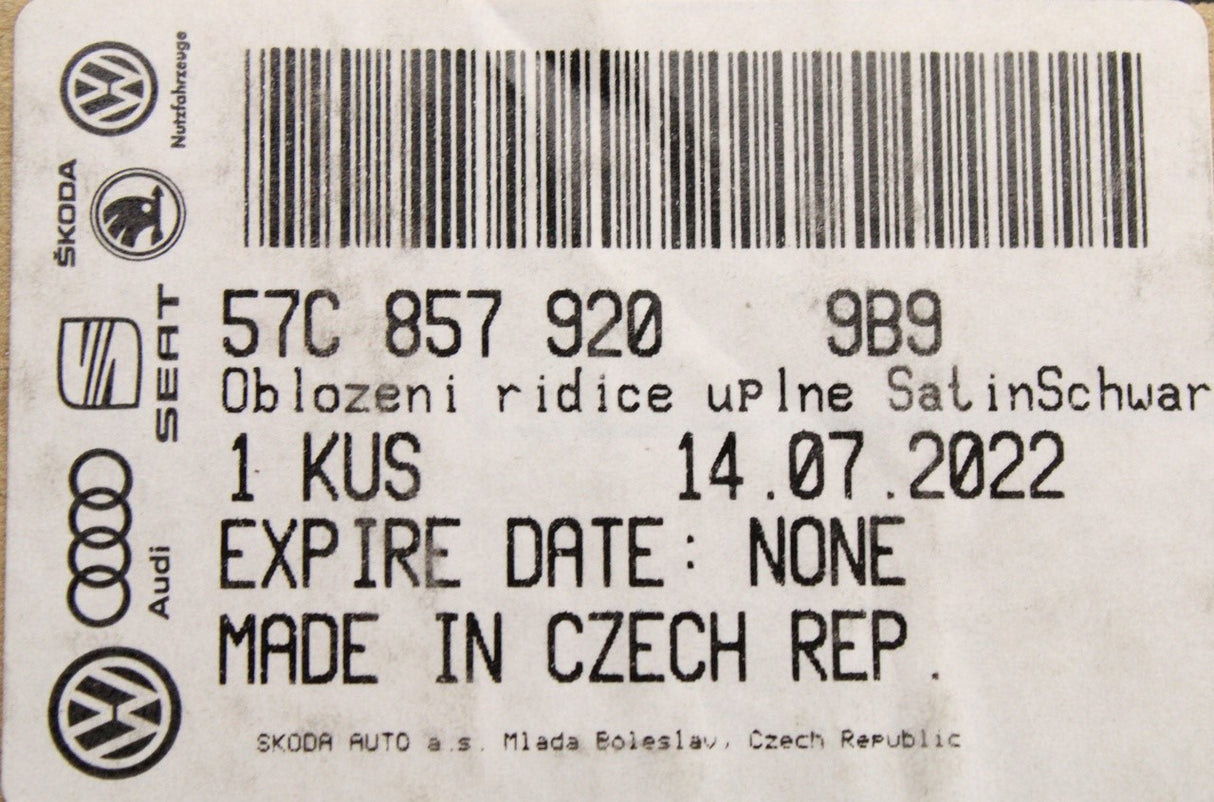 Nutzfahrzeuge
ŠKODA
SEAT
Audi
57C 857 920 9B9
Oblozeni ridice uplne SatinSchwar
1 KUS 14.07.2022
EXPIRE DATE: NONE
MADE IN CZECH REP.
SKODA AUTO a.s. Mlada Boleslav, Czech Republic